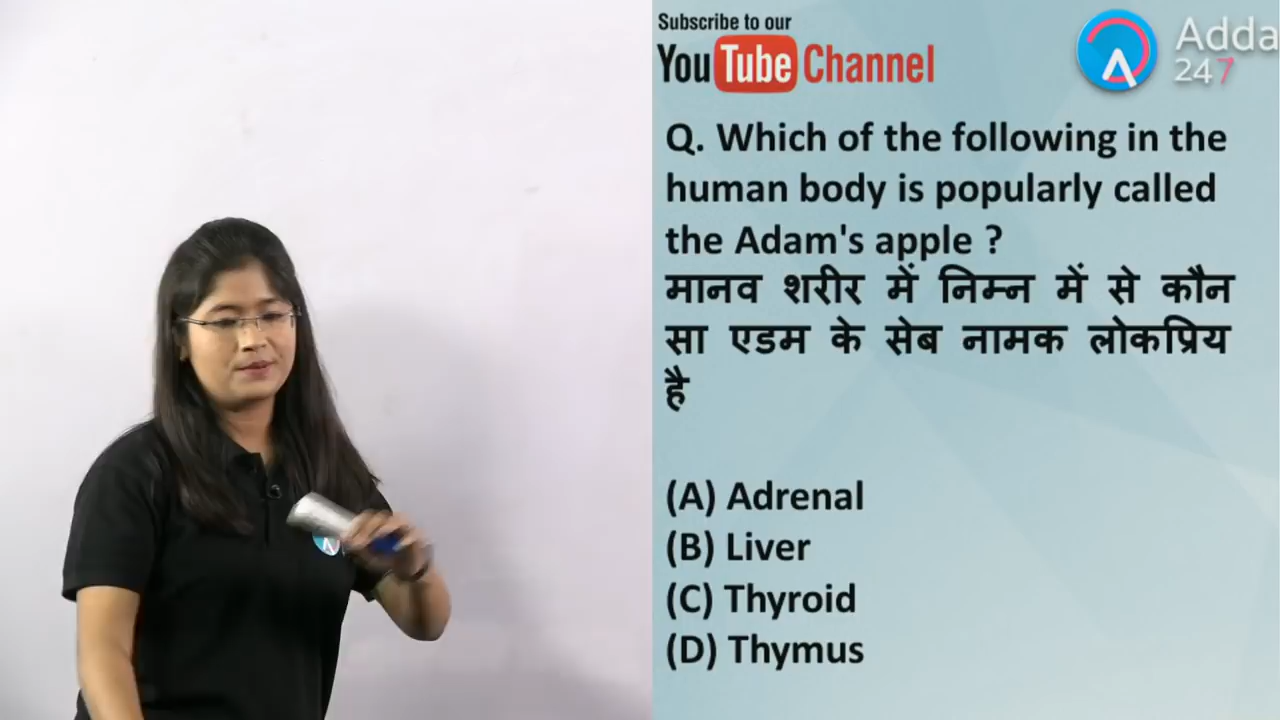 Subscribe to our
YouTube Channel
Adda
247
Q. Which of the following in the
human body is popularly called
the Adam's apple ?
मानव शरीर में निम्न में से कौन
सा एडम के सेब नामक लोकप्रिय
है
(A) Adrenal
(B) Liver
(C) Thyroid
(D) Thymus